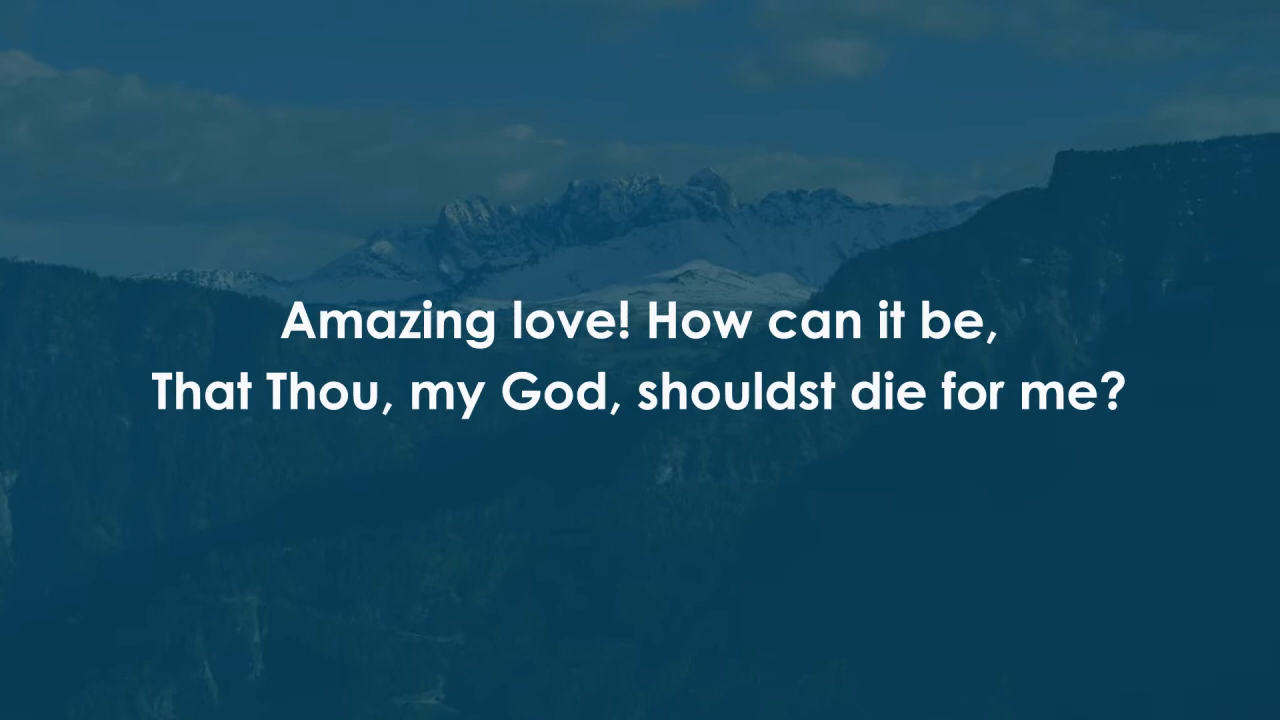 Amazing love! How can it be,
That Thou, my God, shouldst die for me?